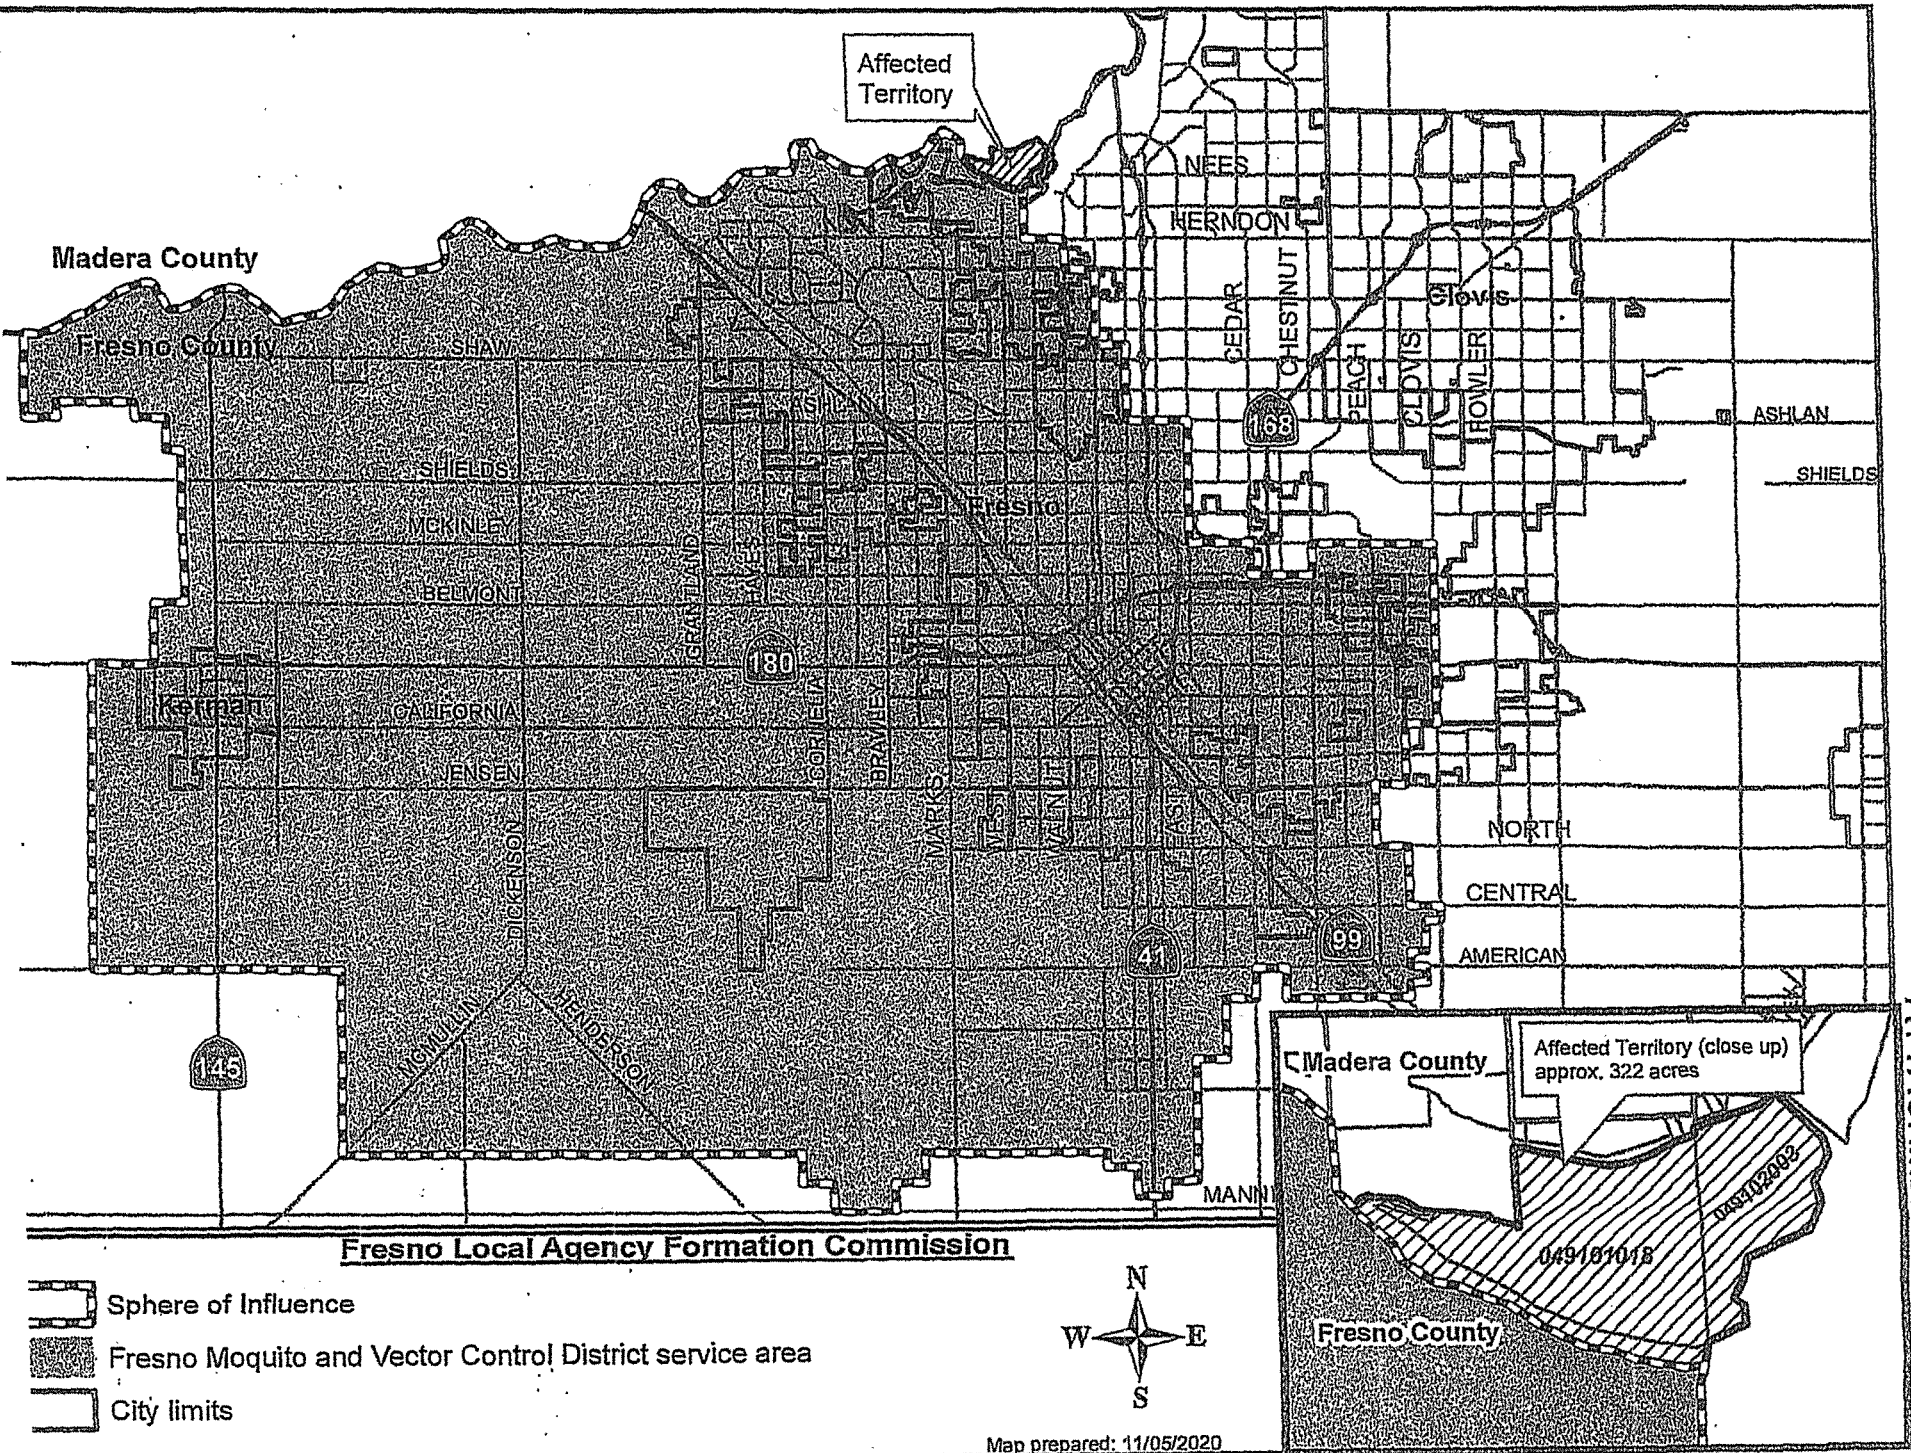 Affected
Territory
NEES
HERNDON
Madera County
CEDAR
CHESTNUT
Clovis
Fresno County
SHAW
PEACH
CLOVIS
FOWLER
168
ASHLAN
SHIELDS
SHIELDS
Fresno
MCKINLEY
GRANTLAND
HAYES
BELMONT
180
Kerman
CALIFORNIA
CORNELIA
BRAWLEY
JENSEN
MARKS
WEST
WALNUT
EAST
NORTH
DICKENSON
CENTRAL
41
99
AMERICAN
MCMULLIN
HENDERSON
145
Madera County
Affected Territory (close up)
approx. 322 acres
049102002
049101018
Fresno County
Fresno Local Agency Formation Commission
Sphere of Influence
Fresno Moquito and Vector Control District service area
City limits
N
W
E
S
Map prepared: 11/05/2020